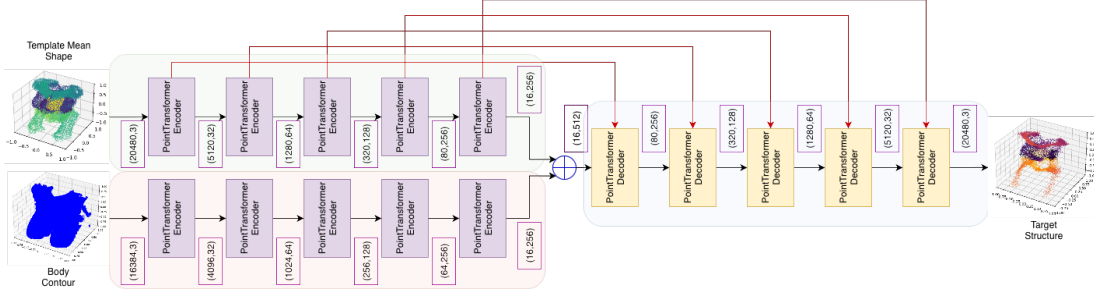 Template Mean
Shape
(20480,3)
PointTransformer
Encoder
(5120,32)
PointTransformer
Encoder
(1280,64)
PointTransformer
Encoder
(320,128)
PointTransformer
Encoder
(80,256)
PointTransformer
Encoder
(16,256)
Body
Contour
(16384,3)
PointTransformer
Encoder
(4096,32)
PointTransformer
Encoder
(1024,64)
PointTransformer
Encoder
(256,128)
PointTransformer
Encoder
(64,256)
PointTransformer
Encoder
(16,256)
(16,512)
PointTransformer
Decoder
(80,256)
PointTransformer
Decoder
(320,128)
PointTransformer
Decoder
(1280,64)
PointTransformer
Decoder
(5120,32)
PointTransformer
Decoder
(20480,3)
Target
Structure